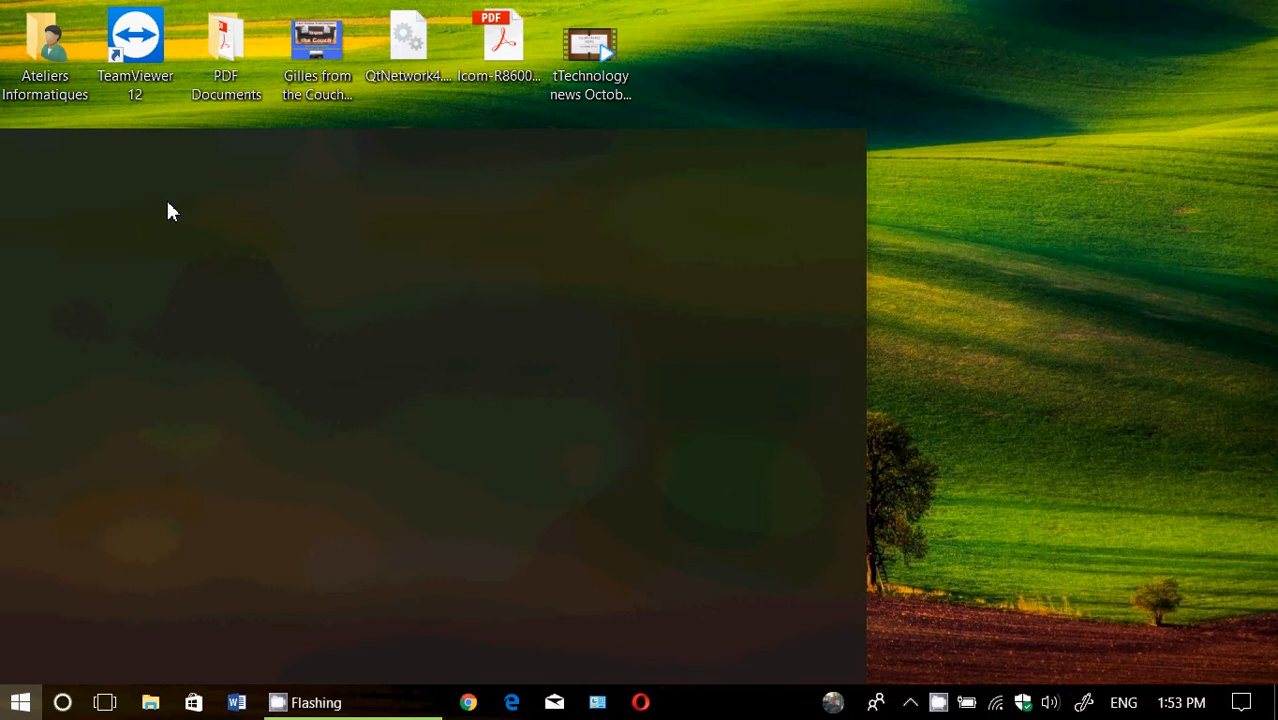 Ateliers
Informatiques
TeamViewer
12
PDF
Documents
Gilles from
the Couch...
QtNetwork4....
PDF
Icom-R8600...
tTechnology
news Octob...
Flashing
ENG
1:53 PM